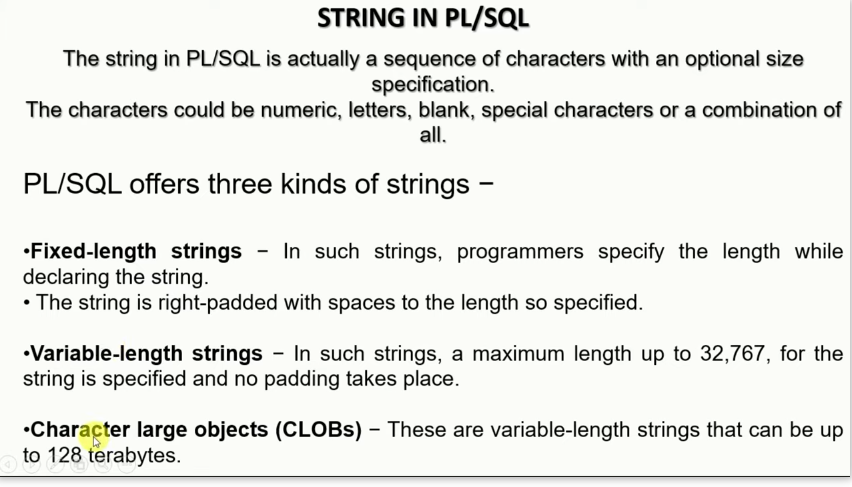 STRING IN PL/SQL
The string in PL/SQL is actually a sequence of characters with an optional size
specification.
The characters could be numeric, letters, blank, special characters or a combination of
all.
PL/SQL offers three kinds of strings −
•Fixed-length strings − In such strings, programmers specify the length while
declaring the string.
• The string is right-padded with spaces to the length so specified.
•Variable-length strings − In such strings, a maximum length up to 32,767, for the
string is specified and no padding takes place.
•Character large objects (CLOBs) − These are variable-length strings that can be up
to 128 terabytes.